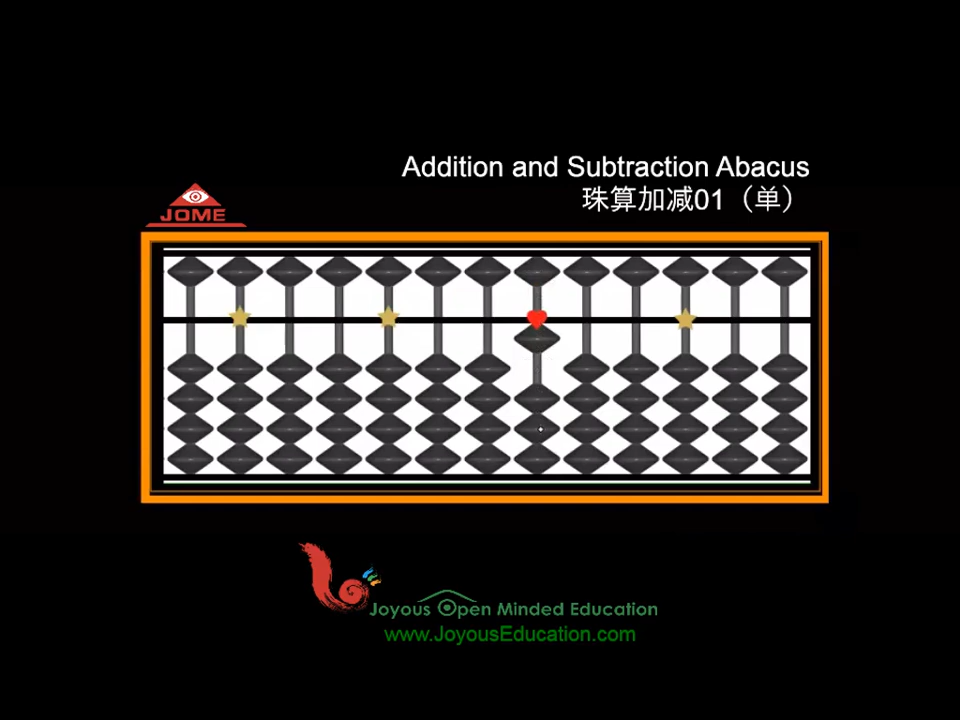 Addition and Subtraction Abacus
珠算加减01（单）
JOME
Joyous Open Minded Education
www.JoyousEducation.com